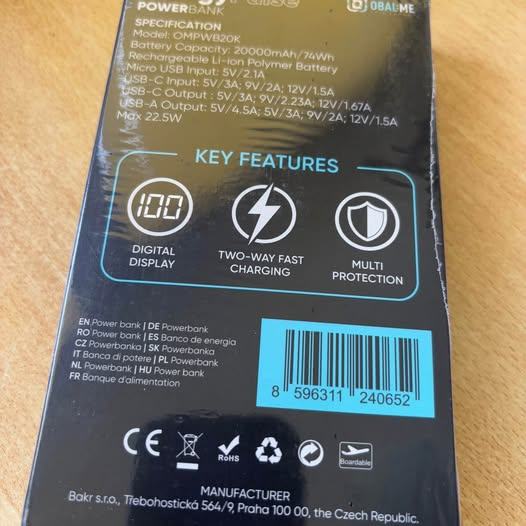 POWERBANK
OBAL:ME
SPECIFICATION
Model: OMPWB20K
Battery Capacity: 20000mAh/74Wh
Rechargeable Li-ion Polymer Battery
Micro USB Input: 5V/2.1A
USB-C Input: 5V/3A; 9V/2A; 12V/1.5A
USB-C Output : 5V/3A; 9V/2.23A; 12V/1.67A
USB-A Output: 5V/4.5A; 5V/3A; 9V/2A; 12V/1.5A
Max 22.5W
KEY FEATURES
100
DIGITAL
DISPLAY
TWO-WAY FAST
CHARGING
MULTI
PROTECTION
EN Power bank | DE Powerbank
RO Power bank | ES Banco de energía
CZ Powerbanka | SK Powerbanka
IT Banca di potere | PL Powerbank
NL Powerbank | HU Power bank
FR Banque d'alimentation
8 596311 240652
CE
RoHS
Boardable
MANUFACTURER
Bakr s.r.o., Třebohostická 564/9, Praha 100 00, the Czech Republic.